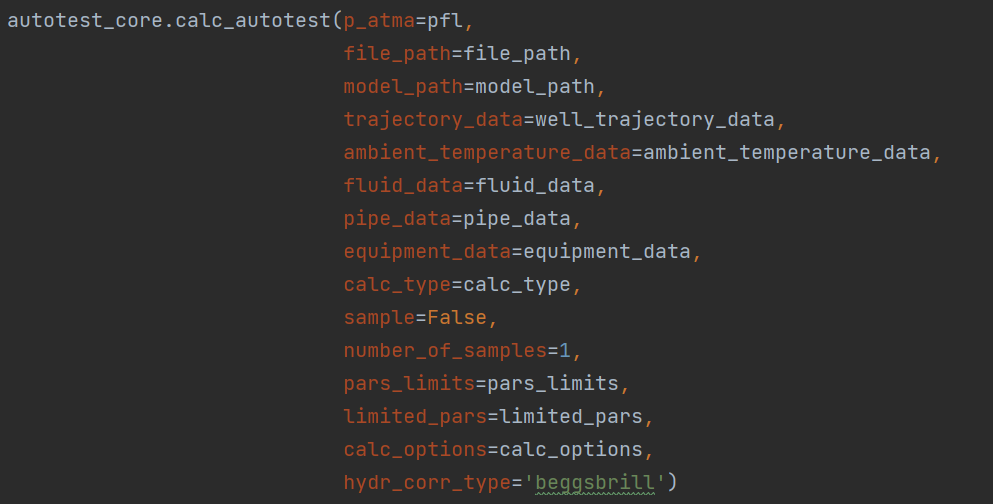 autotest_core.calc_autotest(p_atma=pfl,
file_path=file_path,
model_path=model_path,
trajectory_data=well_trajectory_data,
ambient_temperature_data=ambient_temperature_data,
fluid_data=fluid_data,
pipe_data=pipe_data,
equipment_data=equipment_data,
calc_type=calc_type,
sample=False,
number_of_samples=1,
pars_limits=pars_limits,
limited_pars=limited_pars,
calc_options=calc_options,
hydr_corr_type='beggsbrill')